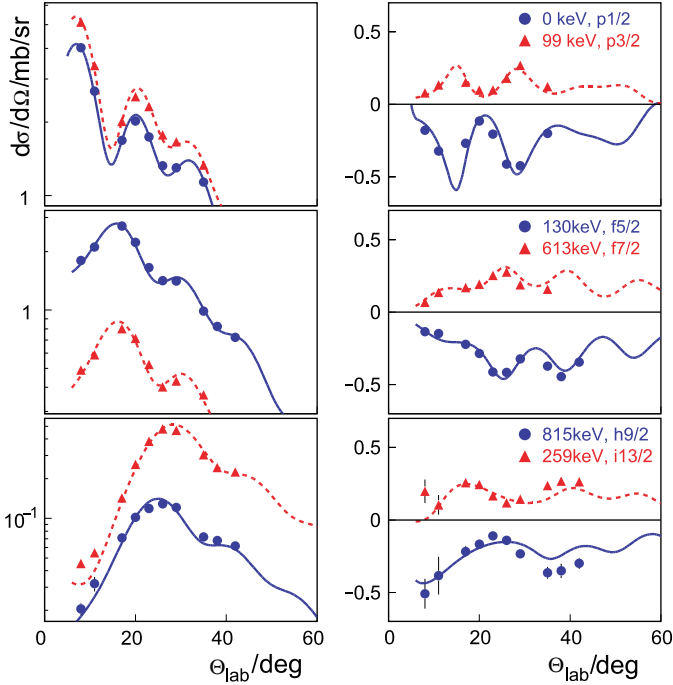 dσ/dΩ/mb/sr
1
1
10⁻¹
0 20 40 60
Θlab/deg
0.5
0
−0.5
0 keV, p1/2
99 keV, p3/2
0.5
0
−0.5
130keV, f5/2
613keV, f7/2
0.5
0
−0.5
815keV, h9/2
259keV, i13/2
0 20 40 60
Θlab/deg